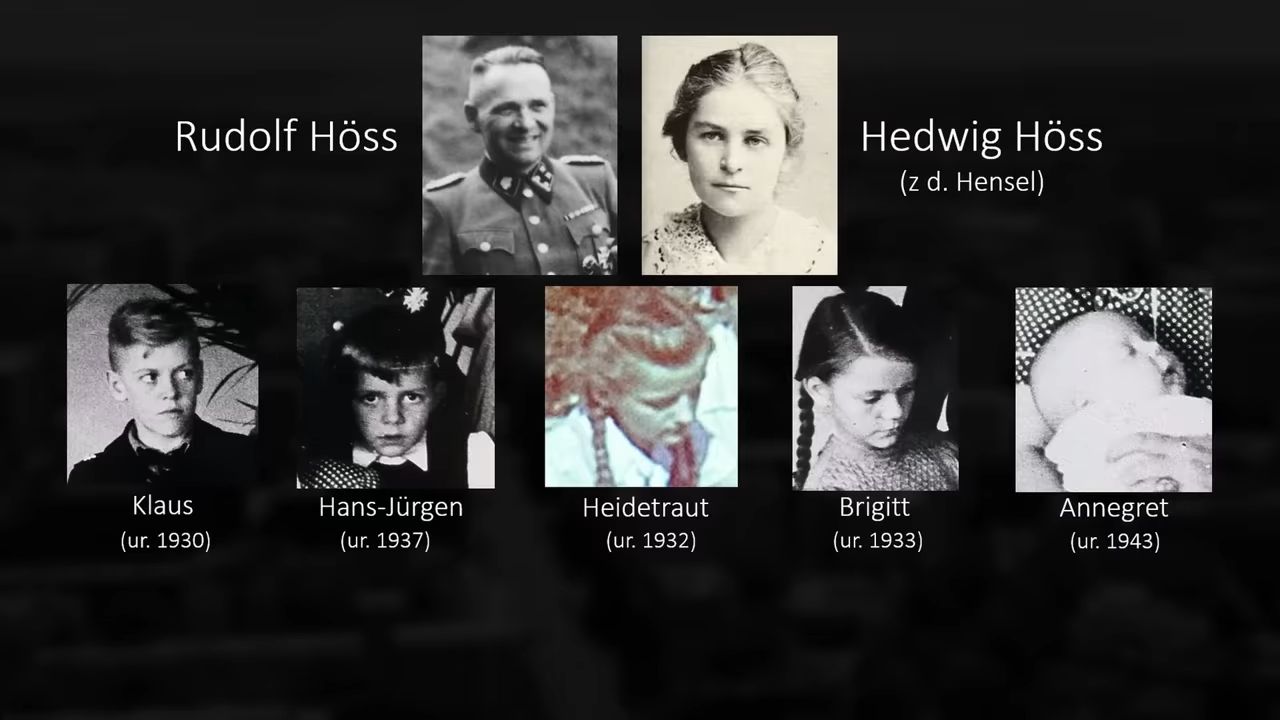 Rudolf Höss
Hedwig Höss
(z d. Hensel)
Klaus
(ur. 1930)
Hans-Jürgen
(ur. 1937)
Heidetraut
(ur. 1932)
Brigitt
(ur. 1933)
Annegret
(ur. 1943)